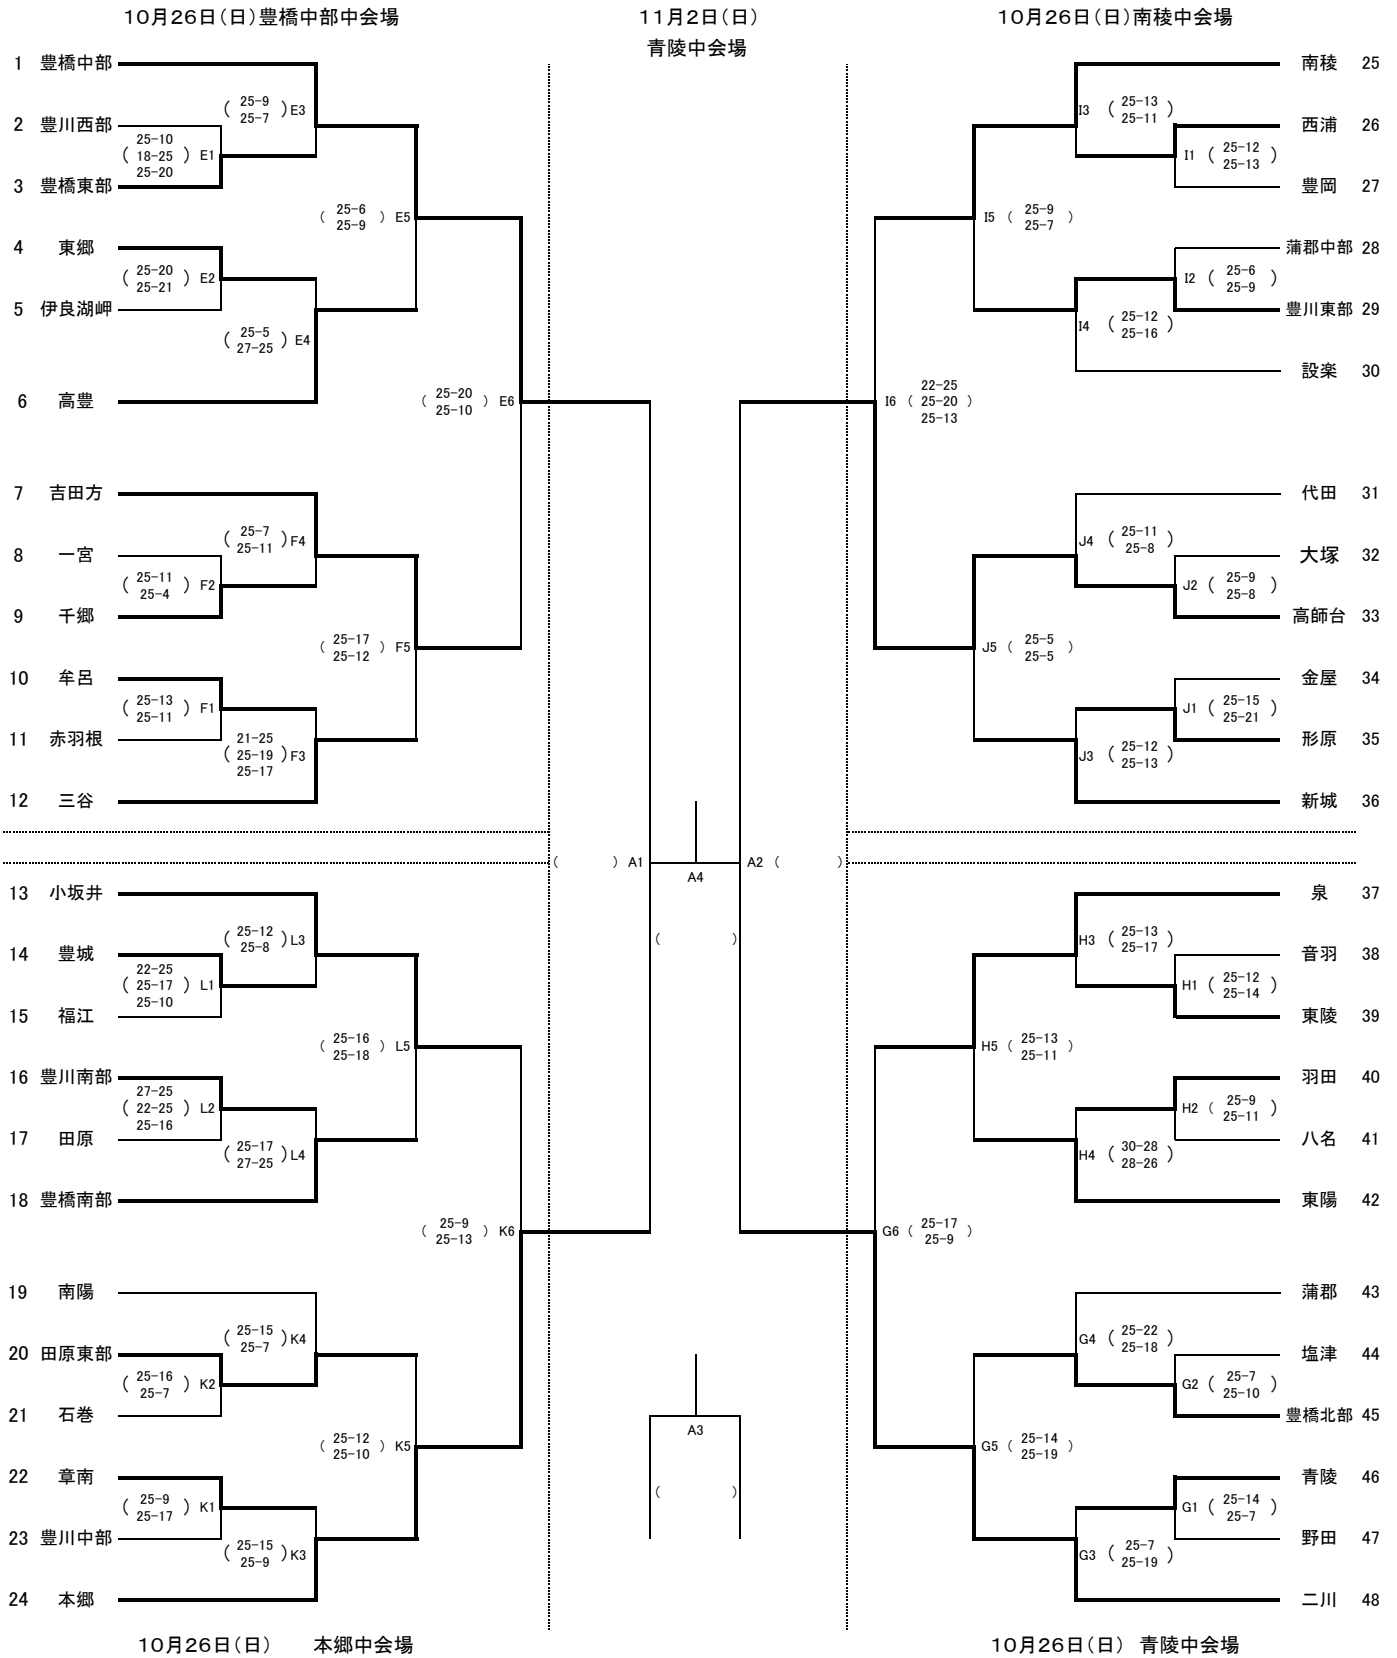 10月26日(日)豊橋中部中会場
11月2日(日)
青陵中会場
10月26日(日)南稜中会場
1 豊橋中部
(25-9 25-7)E3
2 豊川西部
(25-10 18-25 25-20)E1
3 豊橋東部
(25-6 25-9)E5
4 東郷
(25-20 25-21)E2
5 伊良湖岬
(25-5 27-25)E4
6 高豊
(25-20 25-10)E6
7 吉田方
(25-7 25-11)F4
8 一宮
(25-11 25-4)F2
9 千郷
(25-17 25-12)F5
10 牟呂
(25-13 25-11)F1
11 赤羽根
(21-25 25-19 25-17)F3
12 三谷
南稜 25
I3(25-13 25-11)
西浦 26
I1(25-12 25-13)
豊岡 27
I5(25-9 25-7)
蒲郡中部 28
I2(25-6 25-9)
豊川東部 29
I4(25-12 25-16)
設楽 30
I6(22-25 25-20 25-13)
代田 31
J4(25-11 25-8)
大塚 32
J2(25-9 25-8)
高師台 33
J5(25-5 25-5)
金屋 34
J1(25-15 25-21)
形原 35
J3(25-12 25-13)
新城 36
( )A1
A4
( )
A2( )
13 小坂井
(25-12 25-8)L3
14 豊城
(22-25 25-17 25-10)L1
15 福江
(25-16 25-18)L5
16 豊川南部
(27-25 22-25 25-16)L2
17 田原
(25-17 27-25)L4
18 豊橋南部
(25-9 25-13)K6
19 南陽
(25-15 25-7)K4
20 田原東部
(25-16 25-7)K2
21 石巻
(25-12 25-10)K5
22 章南
(25-9 25-17)K1
23 豊川中部
(25-15 25-9)K3
24 本郷
A3
( )
泉 37
H3(25-13 25-17)
音羽 38
H1(25-12 25-14)
東陵 39
H5(25-13 25-11)
羽田 40
H2(25-9 25-11)
八名 41
H4(30-28 28-26)
東陽 42
G6(25-17 25-9)
蒲郡 43
G4(25-22 25-18)
塩津 44
G2(25-7 25-10)
豊橋北部 45
G5(25-14 25-19)
青陵 46
G1(25-14 25-7)
野田 47
G3(25-7 25-19)
二川 48
10月26日(日) 本郷中会場
10月26日(日) 青陵中会場